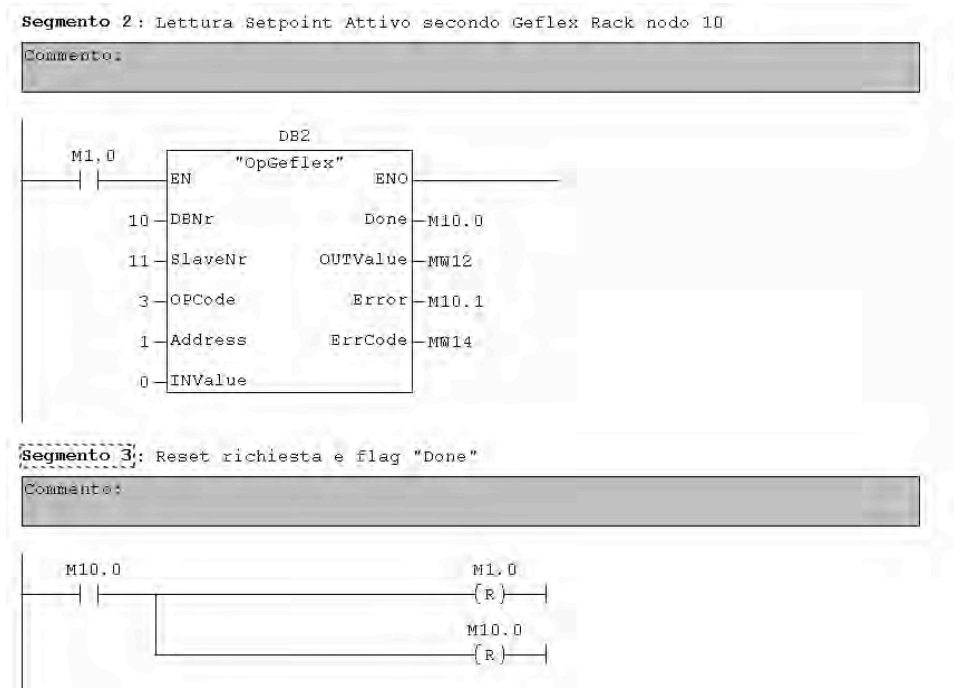 Segmento 2: Lettura Setpoint Attivo secondo Geflex Rack nodo 10
Commento:
DB2
M1.0
"OpGeflex"
EN ENO
10 DBNr Done M10.0
11 SlaveNr OUTValue MW12
3 OPCode Error M10.1
1 Address ErrCode MW14
0 INValue
Segmento 3: Reset richiesta e flag "Done"
Commento:
M10.0 M1.0
R
M10.0
R